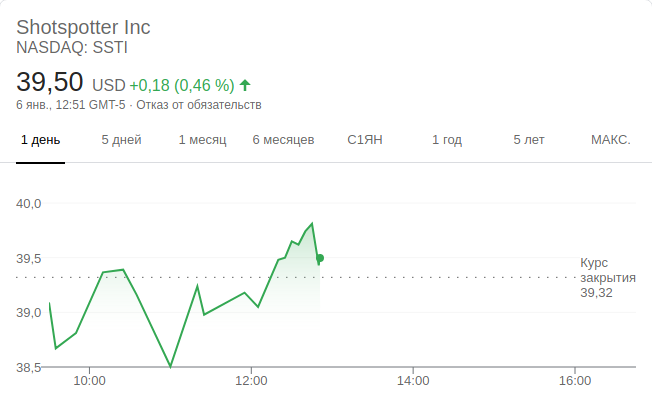 Shotspotter Inc
NASDAQ: SSTI
39,50 USD +0,18 (0,46 %)
6 янв., 12:51 GMT-5 · Отказ от обязательств
1 день 5 дней 1 месяц 6 месяцев С1ЯН 1 год 5 лет МАКС.
40,0
39,5
Курс
закрытия
39,32
39,0
38,5
10:00 12:00 14:00 16:00